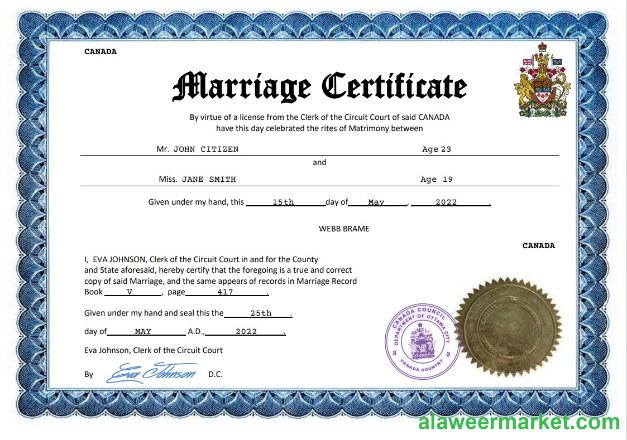 CANADA
Marriage Certificate
By virtue of a license from the Clerk of the Circuit Court of said CANADA
have this day celebrated the rites of Matrimony between
Mr. JOHN CITIZEN Age 23
and
Miss. JANE SMITH Age 19
Given under my hand, this 15th day of May , 2022 .
WEBB BRAME
CANADA
I, EVA JOHNSON, Clerk of the Circuit Court in and for the County
and State aforesaid, hereby certify that the foregoing is a true and correct
copy of said Marriage, and the same appears of records in Marriage Record
Book V , page 417 .
Given under my hand and seal this the 25th .
day of MAY A.D., 2022 .
Eva Johnson, Clerk of the Circuit Court
By Eva Johnson D.C.
CANADA COUNCIL
DEPARTMENT OF OTTAWA CITY
CANADA COUNTRY
alaweermarket.com